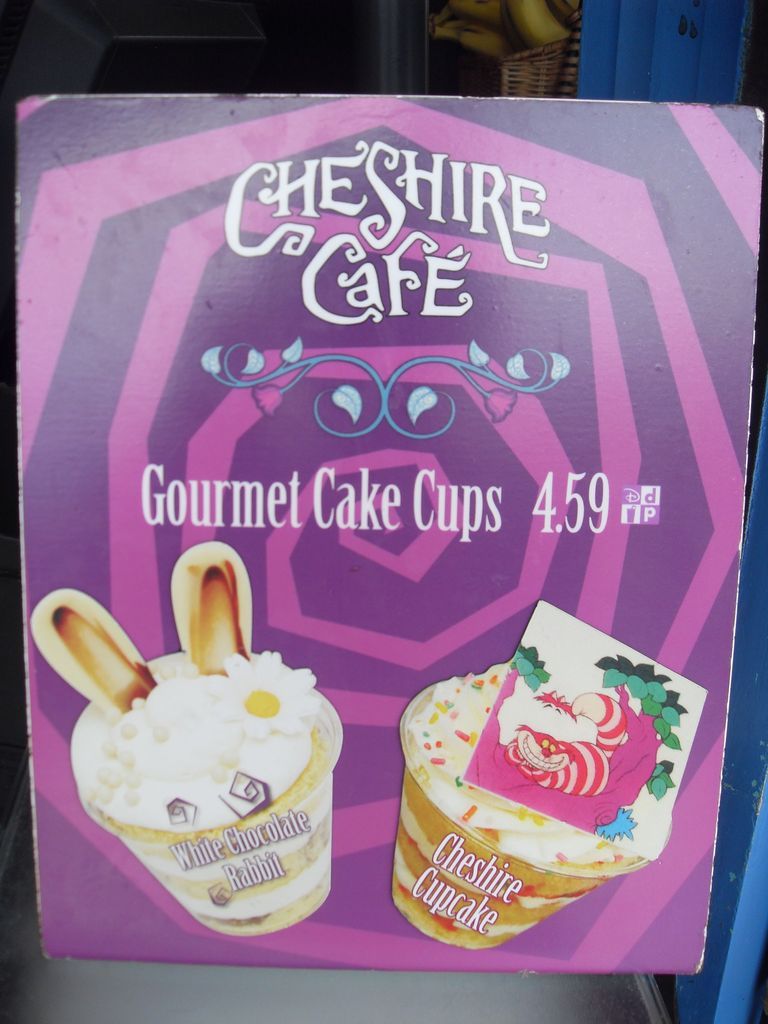 Cheshire
Café
Gourmet Cake Cups 4.59
D d
P
White Chocolate
Rabbit
Cheshire
Cupcake